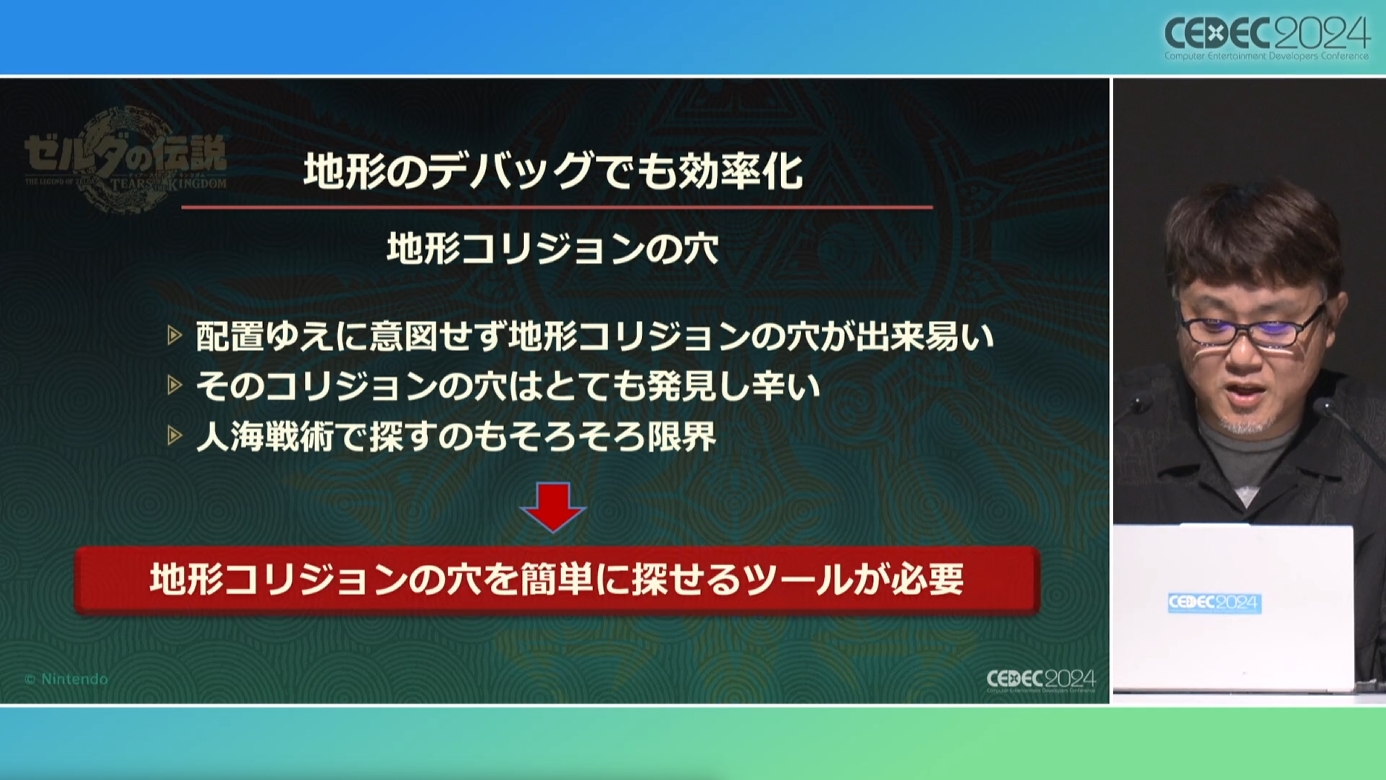 CEDEC2024
Computer Entertainment Developers Conference
ゼルダの伝説
TEARS OF THE KINGDOM
地形のデバッグでも効率化
地形コリジョンの穴
配置ゆえに意図せず地形コリジョンの穴が出来易い
そのコリジョンの穴はとても発見し辛い
人海戦術で探すのもそろそろ限界
地形コリジョンの穴を簡単に探せるツールが必要
© Nintendo
CEDEC2024
Computer Entertainment Developers Conference
CEDEC2024